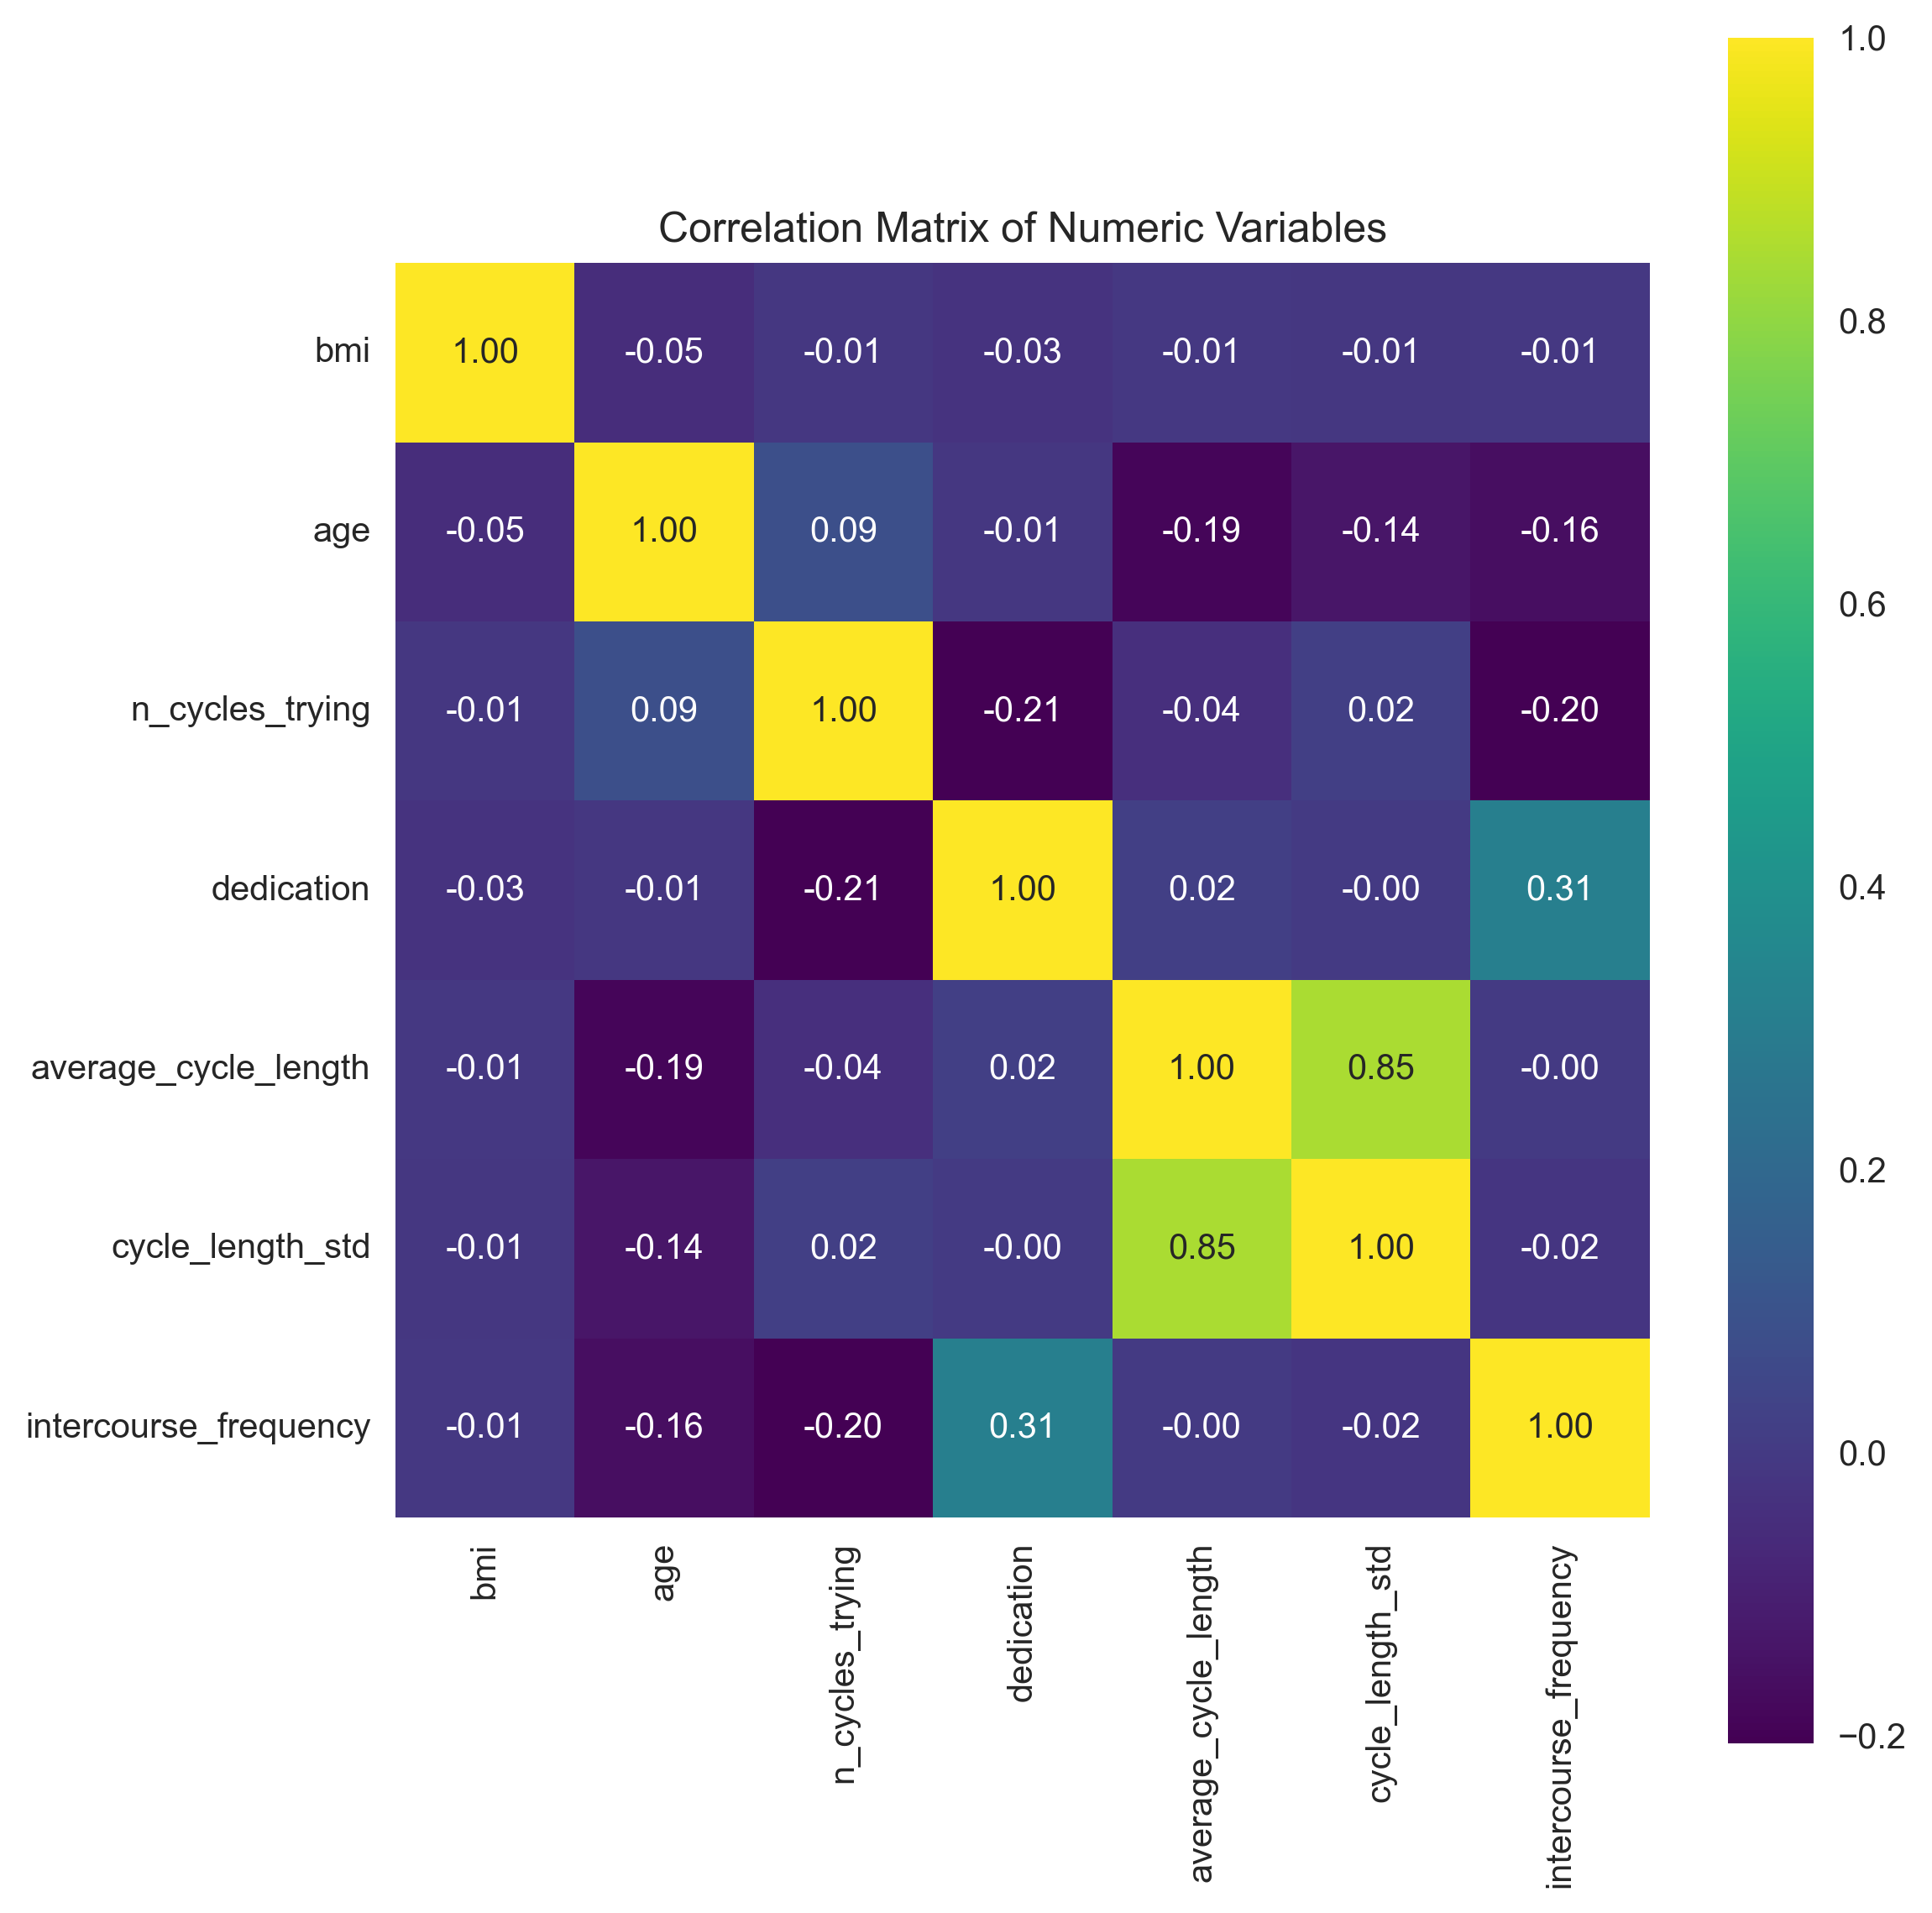 Correlation Matrix of Numeric Variables
bmi 1.00 -0.05 -0.01 -0.03 -0.01 -0.01 -0.01
age -0.05 1.00 0.09 -0.01 -0.19 -0.14 -0.16
n_cycles_trying -0.01 0.09 1.00 -0.21 -0.04 0.02 -0.20
dedication -0.03 -0.01 -0.21 1.00 0.02 -0.00 0.31
average_cycle_length -0.01 -0.19 -0.04 0.02 1.00 0.85 -0.00
cycle_length_std -0.01 -0.14 0.02 -0.00 0.85 1.00 -0.02
intercourse_frequency -0.01 -0.16 -0.20 0.31 -0.00 -0.02 1.00
bmi
age
n_cycles_trying
dedication
average_cycle_length
cycle_length_std
intercourse_frequency
1.0
0.8
0.6
0.4
0.2
0.0
−0.2